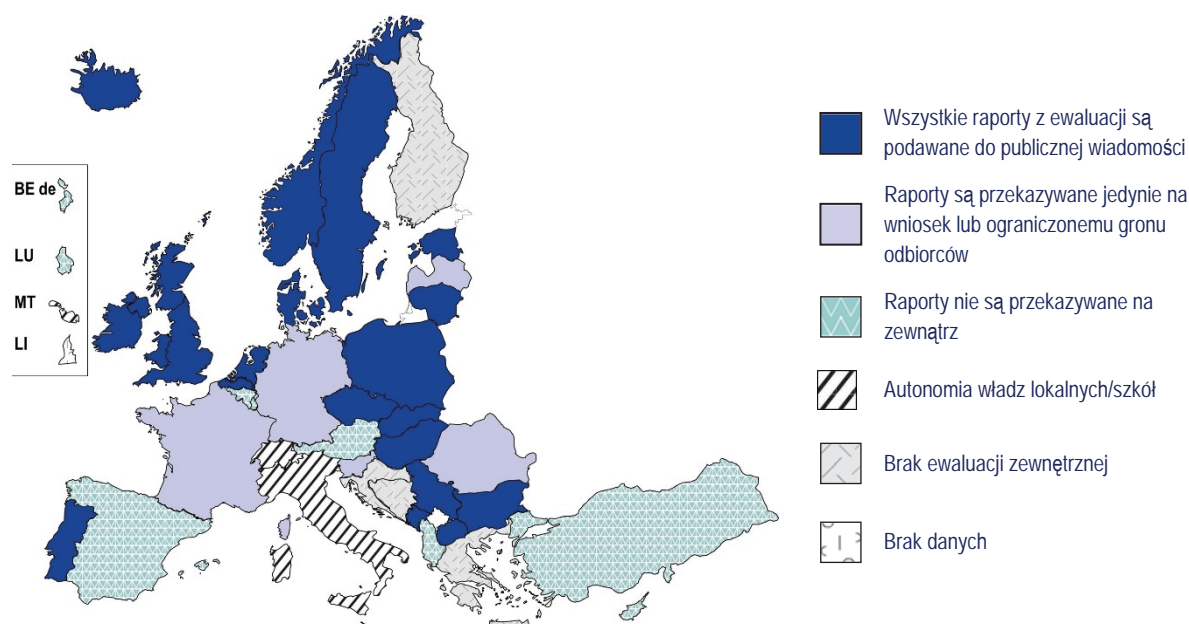 BE de
LU
MT
LI
Wszystkie raporty z ewaluacji są
podawane do publicznej wiadomości
Raporty są przekazywane jedynie na
wniosek lub ograniczonemu gronu
odbiorców
Raporty nie są przekazywane na
zewnątrz
Autonomia władz lokalnych/szkół
Brak ewaluacji zewnętrznej
Brak danych